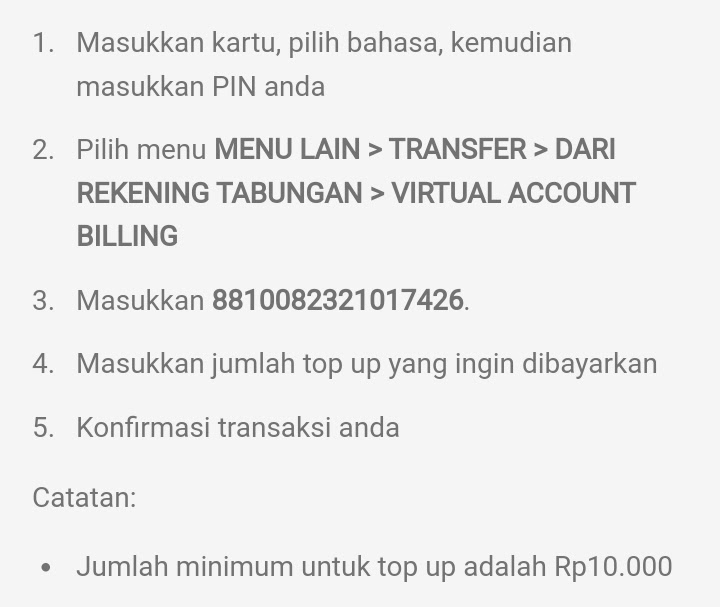 1. Masukkan kartu, pilih bahasa, kemudian
masukkan PIN anda
2. Pilih menu MENU LAIN > TRANSFER > DARI
REKENING TABUNGAN > VIRTUAL ACCOUNT
BILLING
3. Masukkan 8810082321017426.
4. Masukkan jumlah top up yang ingin dibayarkan
5. Konfirmasi transaksi anda
Catatan:
• Jumlah minimum untuk top up adalah Rp10.000